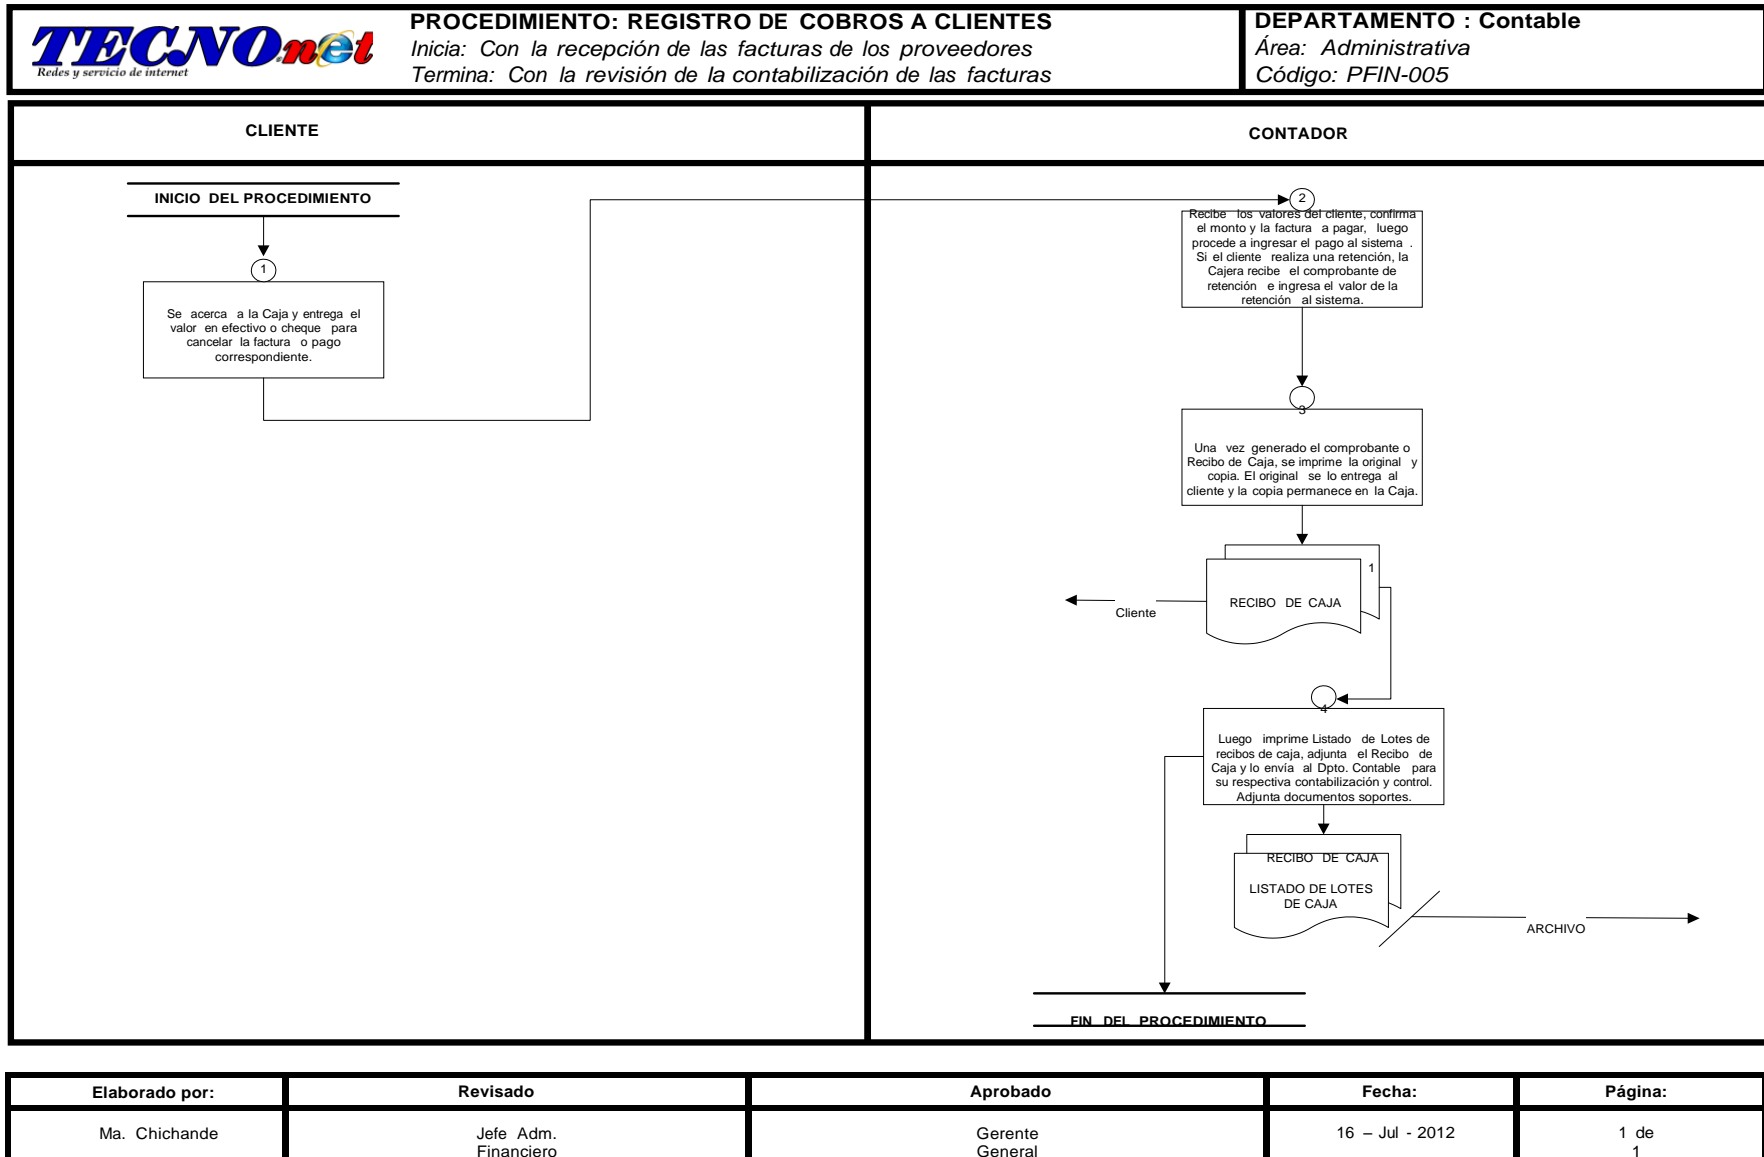 TECNOnet
Redes y servicio de internet
PROCEDIMIENTO: REGISTRO DE COBROS A CLIENTES
Inicia: Con la recepción de las facturas de los proveedores
Termina: Con la revisión de la contabilización de las facturas
DEPARTAMENTO : Contable
Área: Administrativa
Código: PFIN-005
CLIENTE
CONTADOR
INICIO DEL PROCEDIMIENTO
1
Se acerca a la Caja y entrega el
valor en efectivo o cheque para
cancelar la factura o pago
correspondiente.
2
Recibe los valores del cliente, confirma
el monto y la factura a pagar, luego
procede a ingresar el pago al sistema .
Si el cliente realiza una retención, la
Cajera recibe el comprobante de
retención e ingresa el valor de la
retención al sistema.
3
Una vez generado el comprobante o
Recibo de Caja, se imprime la original y
copia. El original se lo entrega al
cliente y la copia permanece en la Caja.
1
RECIBO DE CAJA
Cliente
4
Luego imprime Listado de Lotes de
recibos de caja, adjunta el Recibo de
Caja y lo envía al Dpto. Contable para
su respectiva contabilización y control.
Adjunta documentos soportes.
RECIBO DE CAJA
LISTADO DE LOTES
DE CAJA
ARCHIVO
FIN DEL PROCEDIMIENTO
Elaborado por:
Revisado
Aprobado
Fecha:
Página:
Ma. Chichande
Jefe Adm.
Financiero
Gerente
General
16 – Jul - 2012
1 de
1